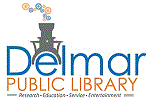 Delmar
PUBLIC LIBRARY
Research • Education • Service • Entertainment